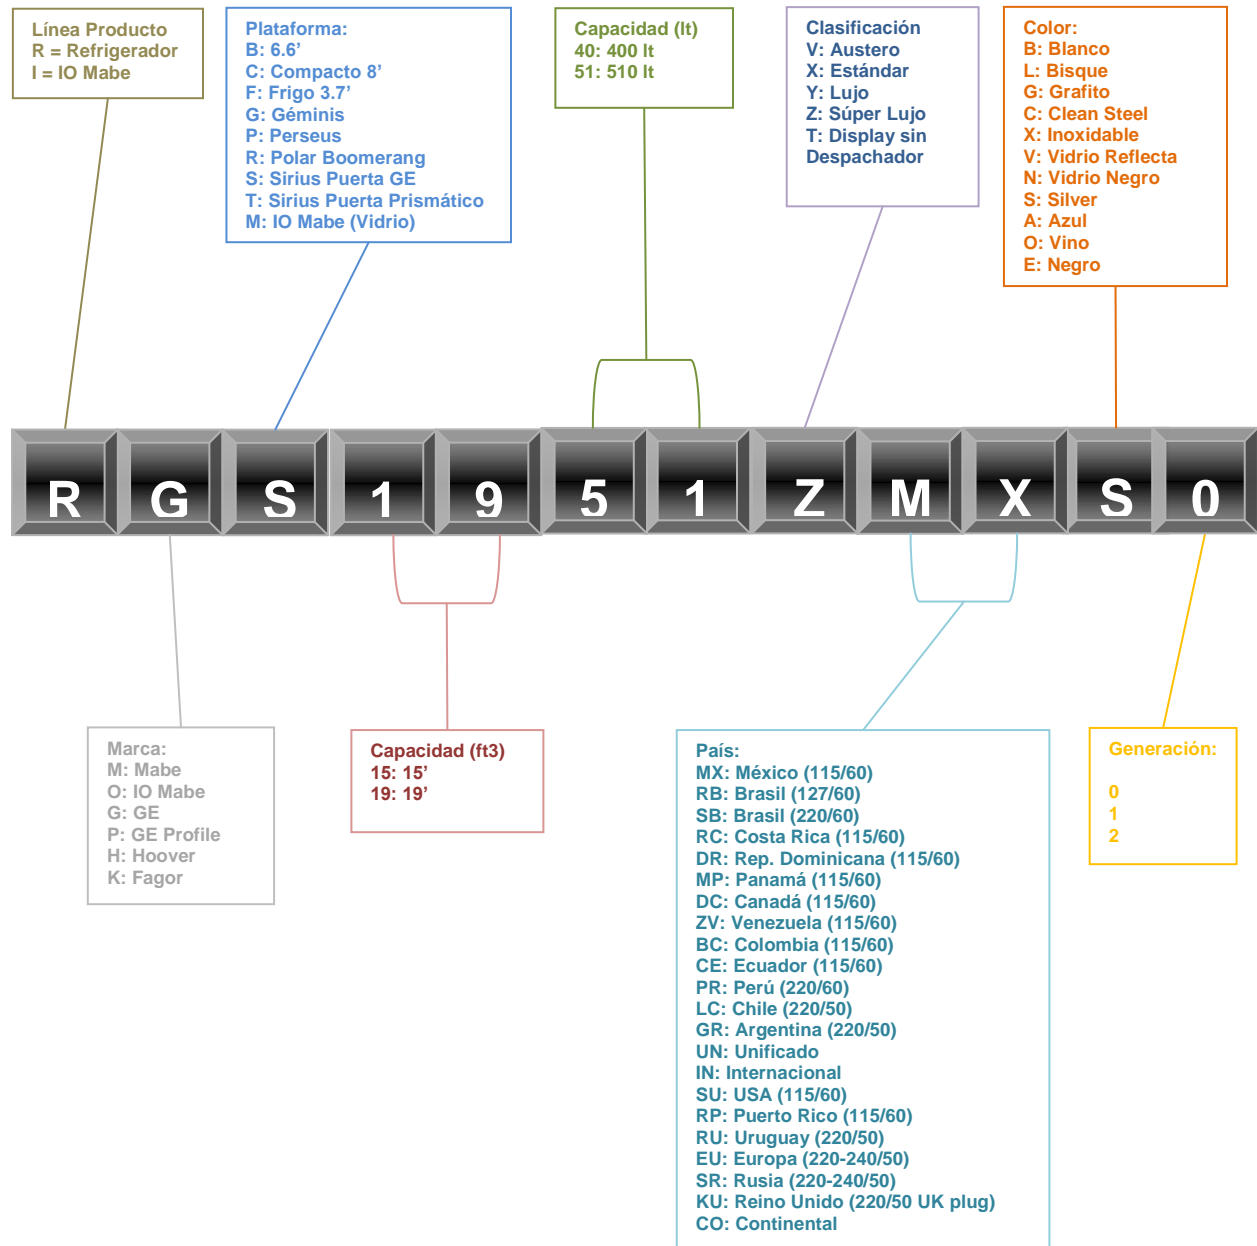 Línea Producto
R = Refrigerador
I = IO Mabe
Plataforma:
B: 6.6’
C: Compacto 8’
F: Frigo 3.7’
G: Géminis
P: Perseus
R: Polar Boomerang
S: Sirius Puerta GE
T: Sirius Puerta Prismático
M: IO Mabe (Vidrio)
Capacidad (lt)
40: 400 lt
51: 510 lt
Clasificación
V: Austero
X: Estándar
Y: Lujo
Z: Súper Lujo
T: Display sin
Despachador
Color:
B: Blanco
L: Bisque
G: Grafito
C: Clean Steel
X: Inoxidable
V: Vidrio Reflecta
N: Vidrio Negro
S: Silver
A: Azul
O: Vino
E: Negro
R G S 1 9 5 1 Z M X S 0
Marca:
M: Mabe
O: IO Mabe
G: GE
P: GE Profile
H: Hoover
K: Fagor
Capacidad (ft3)
15: 15’
19: 19’
País:
MX: México (115/60)
RB: Brasil (127/60)
SB: Brasil (220/60)
RC: Costa Rica (115/60)
DR: Rep. Dominicana (115/60)
MP: Panamá (115/60)
DC: Canadá (115/60)
ZV: Venezuela (115/60)
BC: Colombia (115/60)
CE: Ecuador (115/60)
PR: Perú (220/60)
LC: Chile (220/50)
GR: Argentina (220/50)
UN: Unificado
IN: Internacional
SU: USA (115/60)
RP: Puerto Rico (115/60)
RU: Uruguay (220/50)
EU: Europa (220-240/50)
SR: Rusia (220-240/50)
KU: Reino Unido (220/50 UK plug)
CO: Continental
Generación:
0
1
2